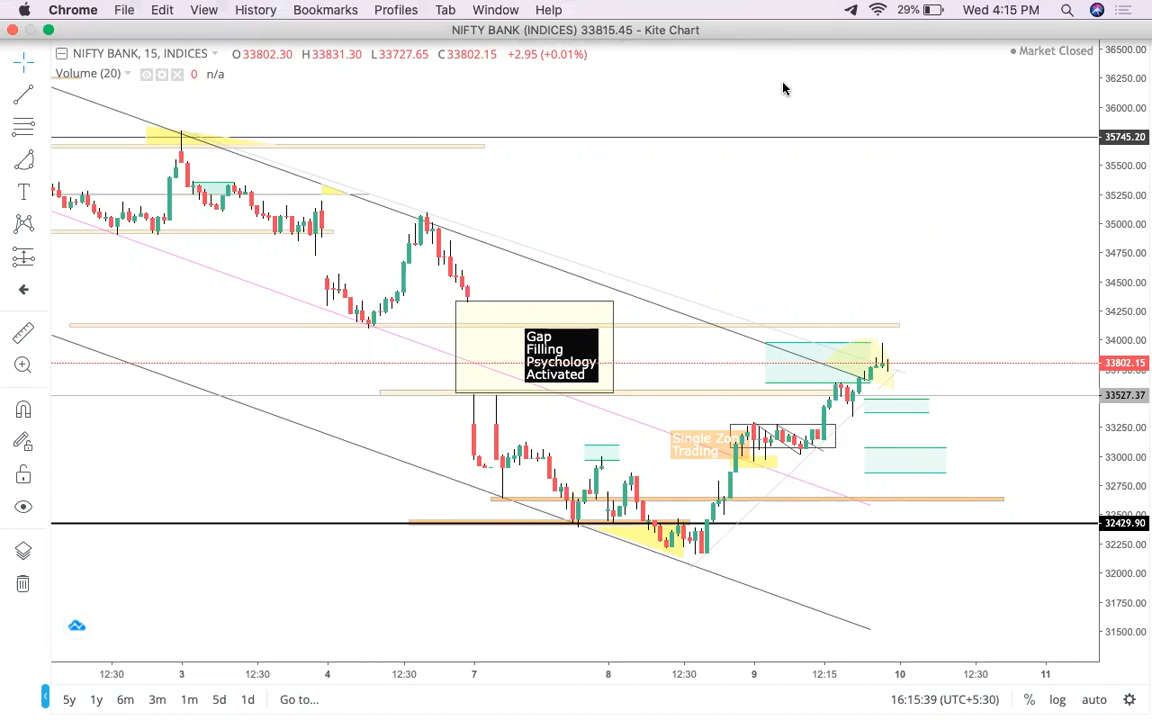 Chrome File Edit View History Bookmarks Profiles Tab Window Help 29% Wed 4:15 PM
NIFTY BANK (INDICES) 33815.45 - Kite Chart
NIFTY BANK, 15, INDICES O33802.30 H33831.30 L33727.65 C33802.15 +2.95 (+0.01%) Market Closed
Volume (20) 0 n/a
36500.00
36250.00
36000.00
35745.20
35500.00
35250.00
35000.00
34750.00
34500.00
34250.00
34000.00
33802.15
33527.37
33250.00
33000.00
32750.00
32429.90
32250.00
32000.00
31750.00
31500.00
Gap
Filling
Psychology
Activated
Single Zo
Trading
12:30 3 12:30 4 12:30 7 8 12:30 9 12:15 10 12:30 11
5y 1y 6m 3m 1m 5d 1d Go to... 16:15:39 (UTC+5:30) % log auto